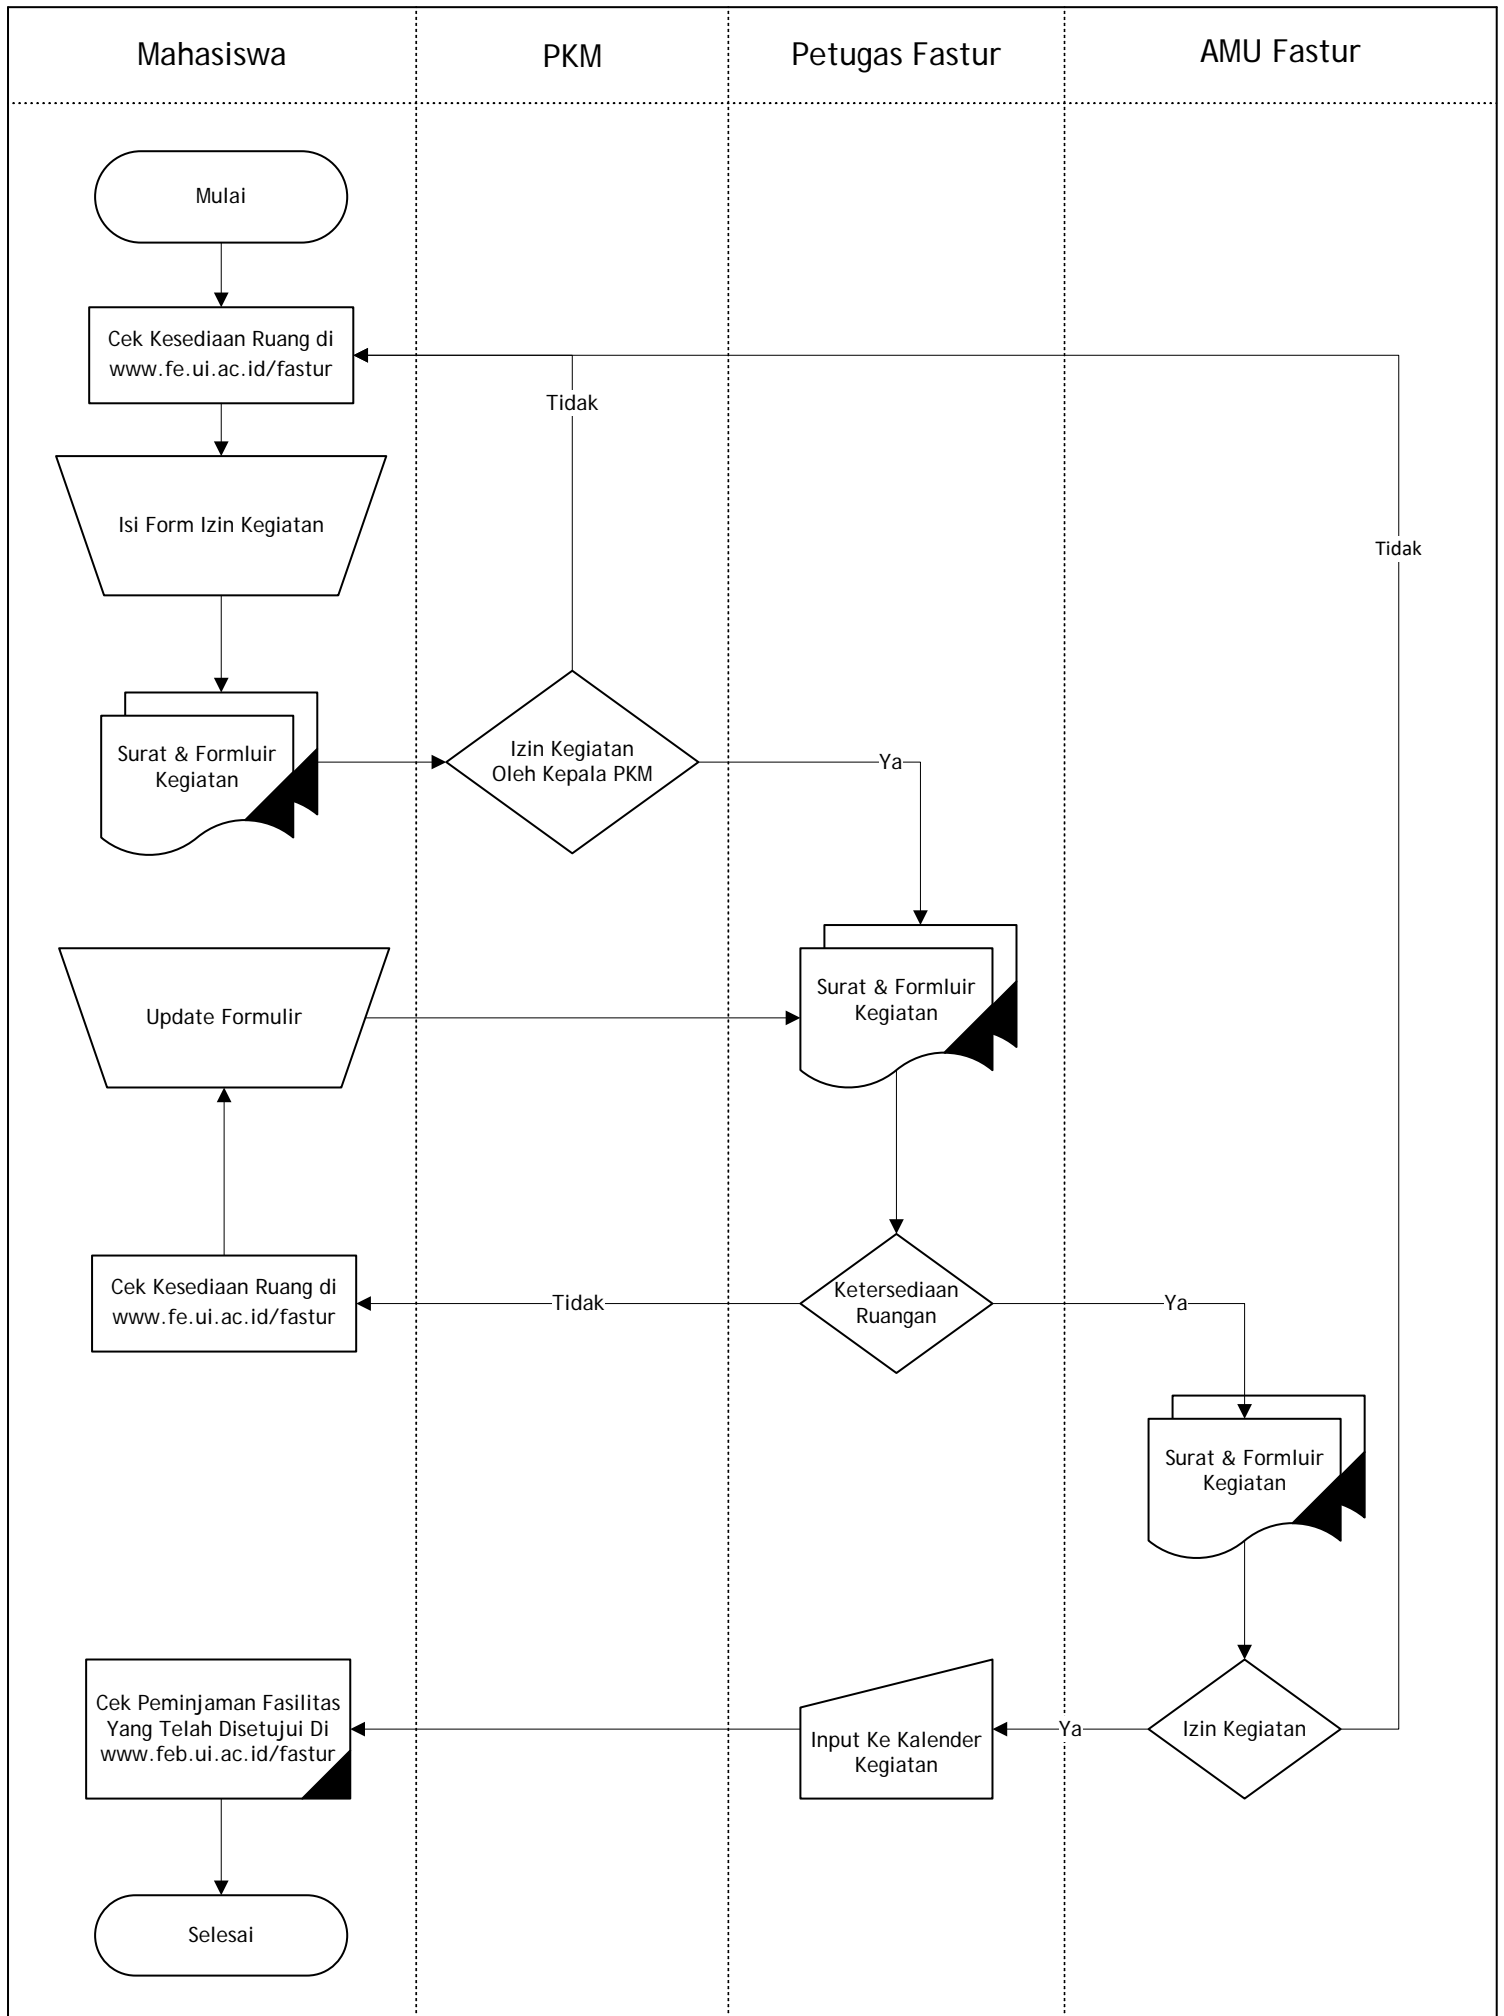 Mahasiswa
PKM
Petugas Fastur
AMU Fastur
Mulai
Cek Kesediaan Ruang di
www.fe.ui.ac.id/fastur
Tidak
Isi Form Izin Kegiatan
Tidak
Surat & Formluir
Kegiatan
Izin Kegiatan
Oleh Kepala PKM
Ya
Update Formulir
Surat & Formluir
Kegiatan
Cek Kesediaan Ruang di
www.fe.ui.ac.id/fastur
Tidak
Ketersediaan
Ruangan
Ya
Surat & Formluir
Kegiatan
Cek Peminjaman Fasilitas
Yang Telah Disetujui Di
www.feb.ui.ac.id/fastur
Input Ke Kalender
Kegiatan
Ya
Izin Kegiatan
Selesai